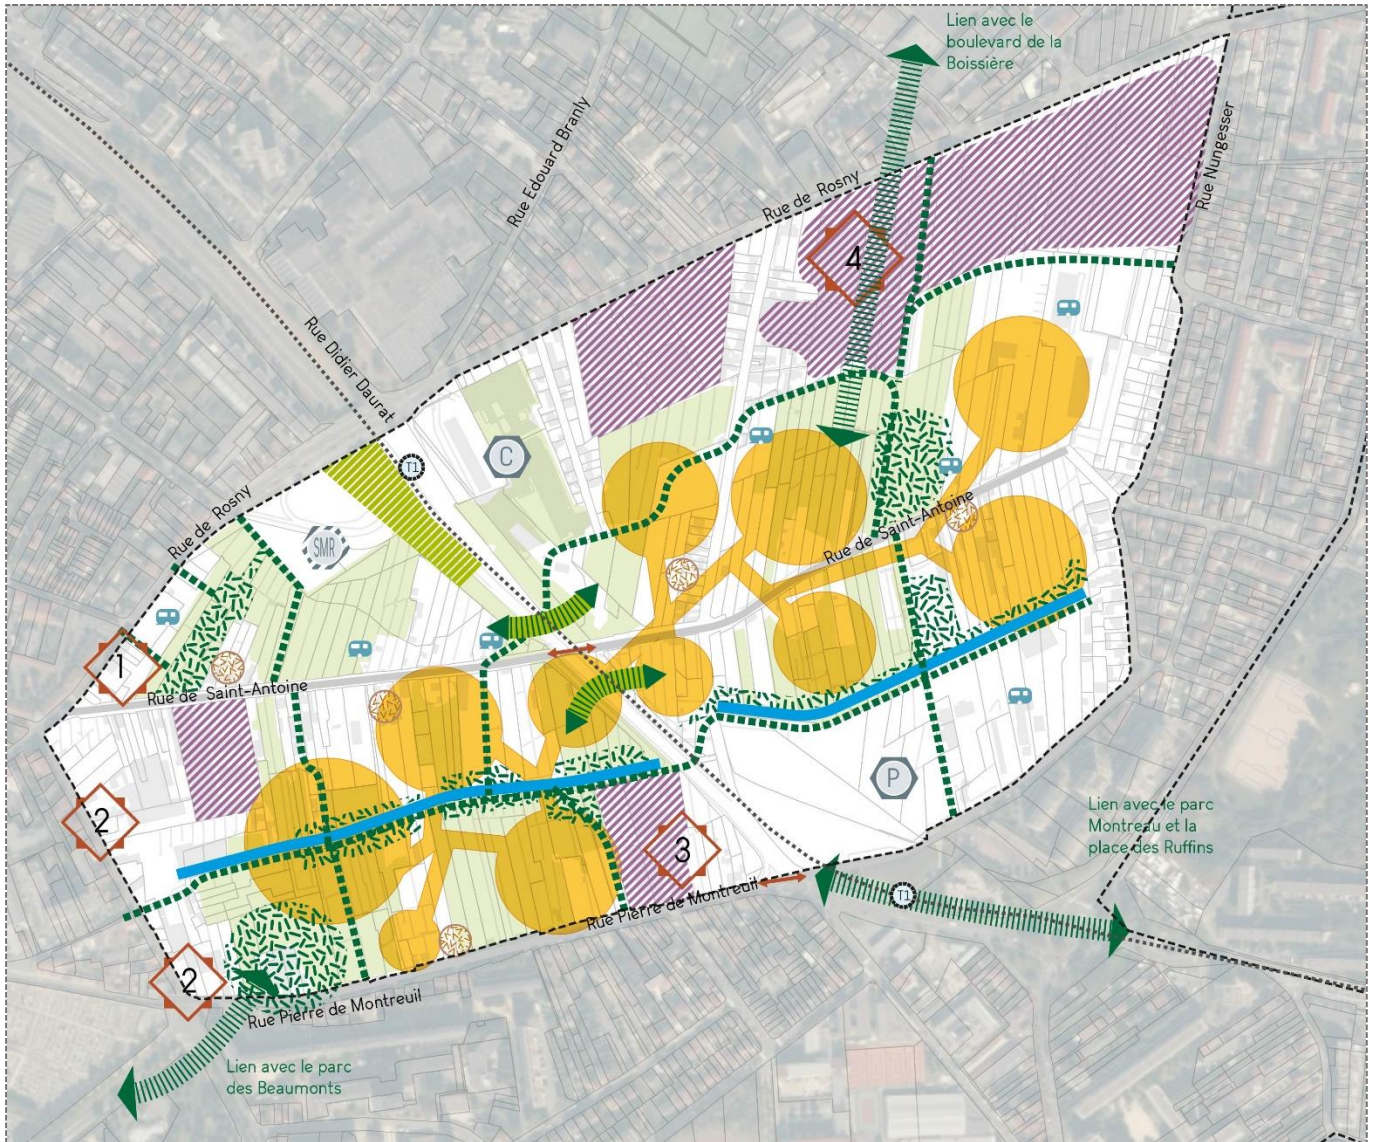 Lien avec le
boulevard de la
Boissière
Rue Edouard Branly
Rue Nungesser
Rue de Rosny
4
Rue Didier Daurat
T1
C
Rue de Rosny
SMR
Rue de Saint-Antoine
1
Rue de Saint-Antoine
P
2
3
Lien avec le parc
Montreau et la
place des Ruffins
T1
Rue Pierre de Montreuil
2
Rue Pierre de Montreuil
Lien avec le parc
des Beaumonts